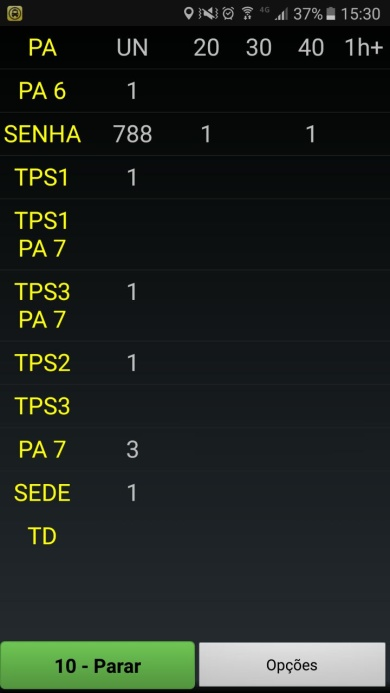 4G 37% 15:30
PA UN 20 30 40 1h+
PA 6 1
SENHA 788 1 1
TPS1 1
TPS1
PA 7
TPS3 1
PA 7
TPS2 1
TPS3
PA 7 3
SEDE 1
TD
10 - Parar Opções